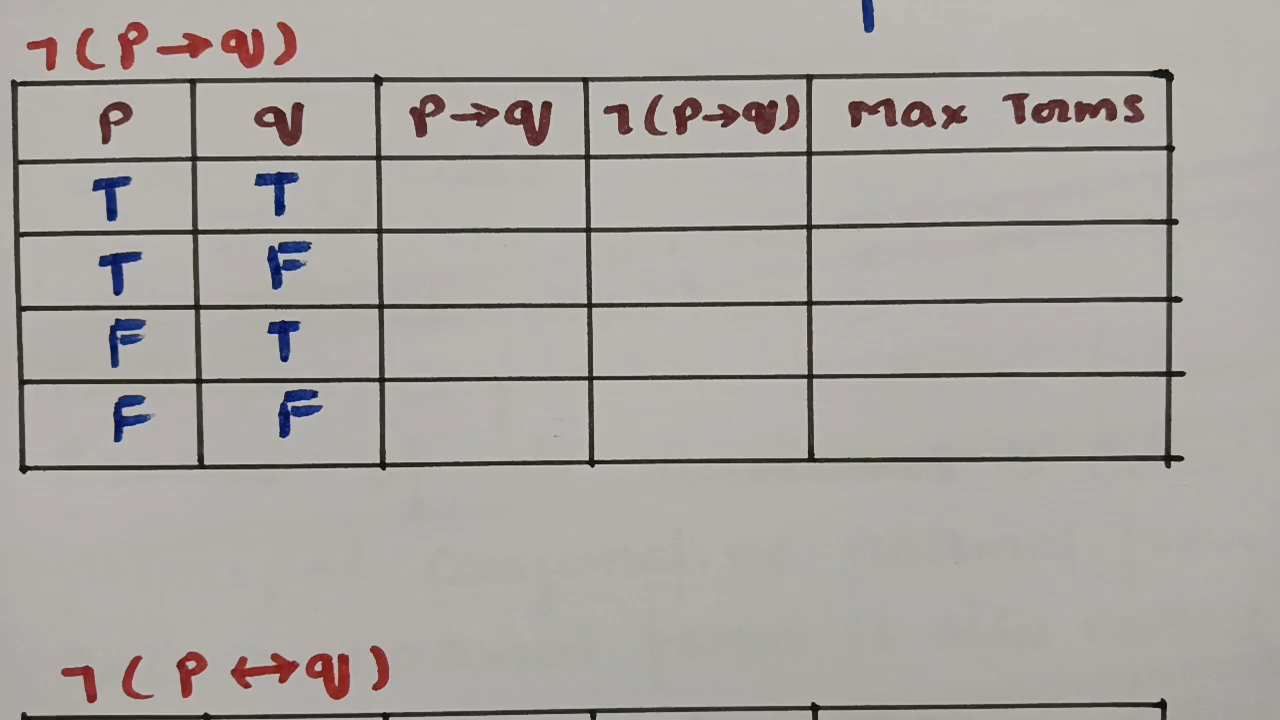 ¬(P→q)
P q P→q ¬(P→q) Max Terms
T T
T F
F T
F F
¬(P↔q)